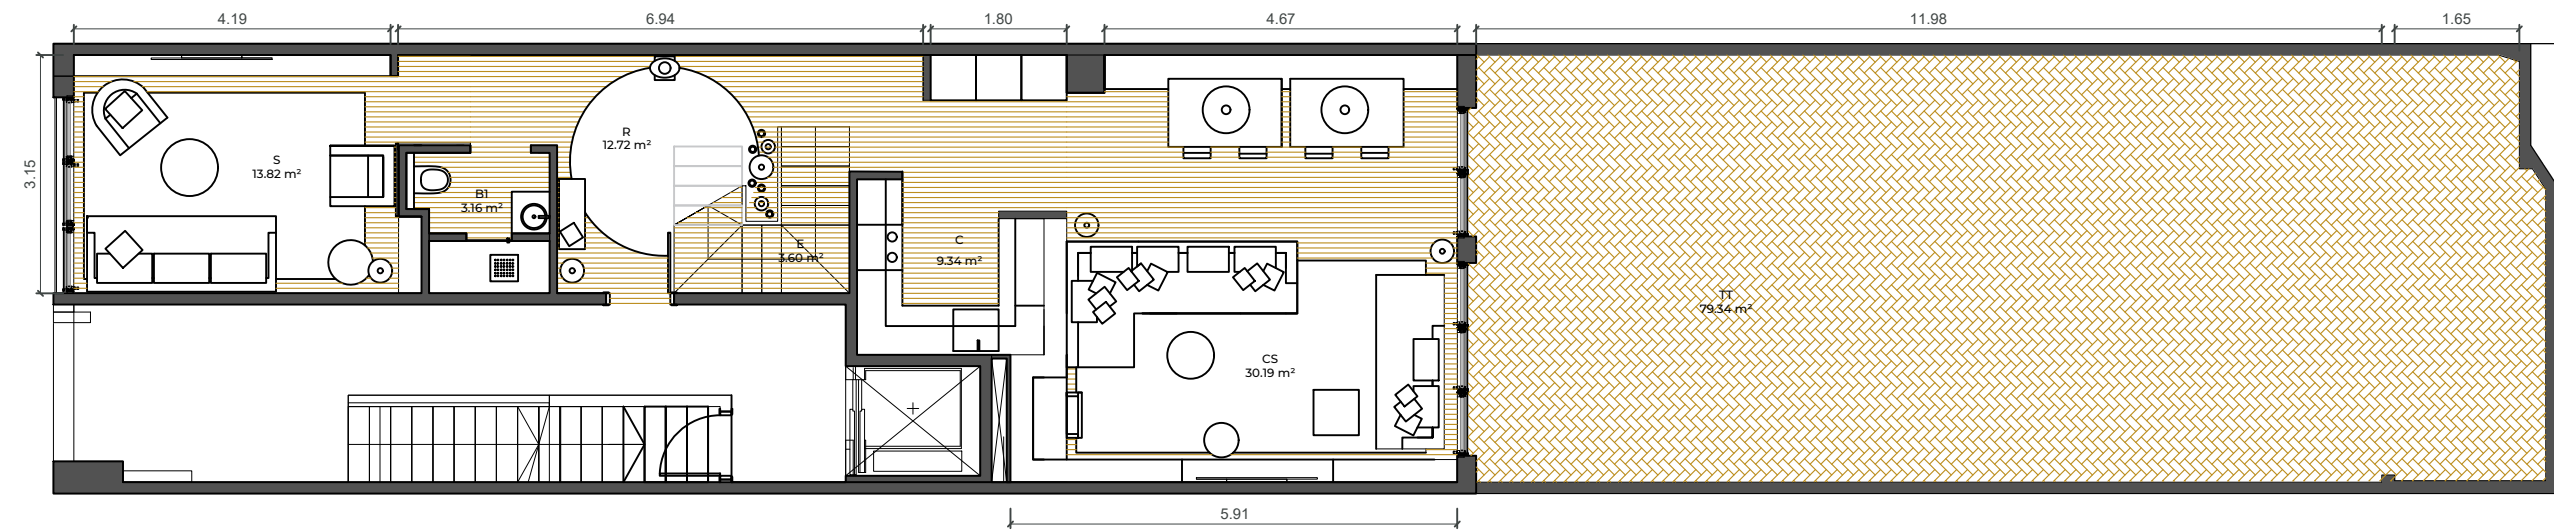 4.19
6.94
1.80
4.67
11.98
1.65
3.15
R
12.72 m²
S
13.82 m²
B1
3.16 m²
E
3.60 m²
C
9.34 m²
TT
79.34 m²
CS
30.19 m²
5.91